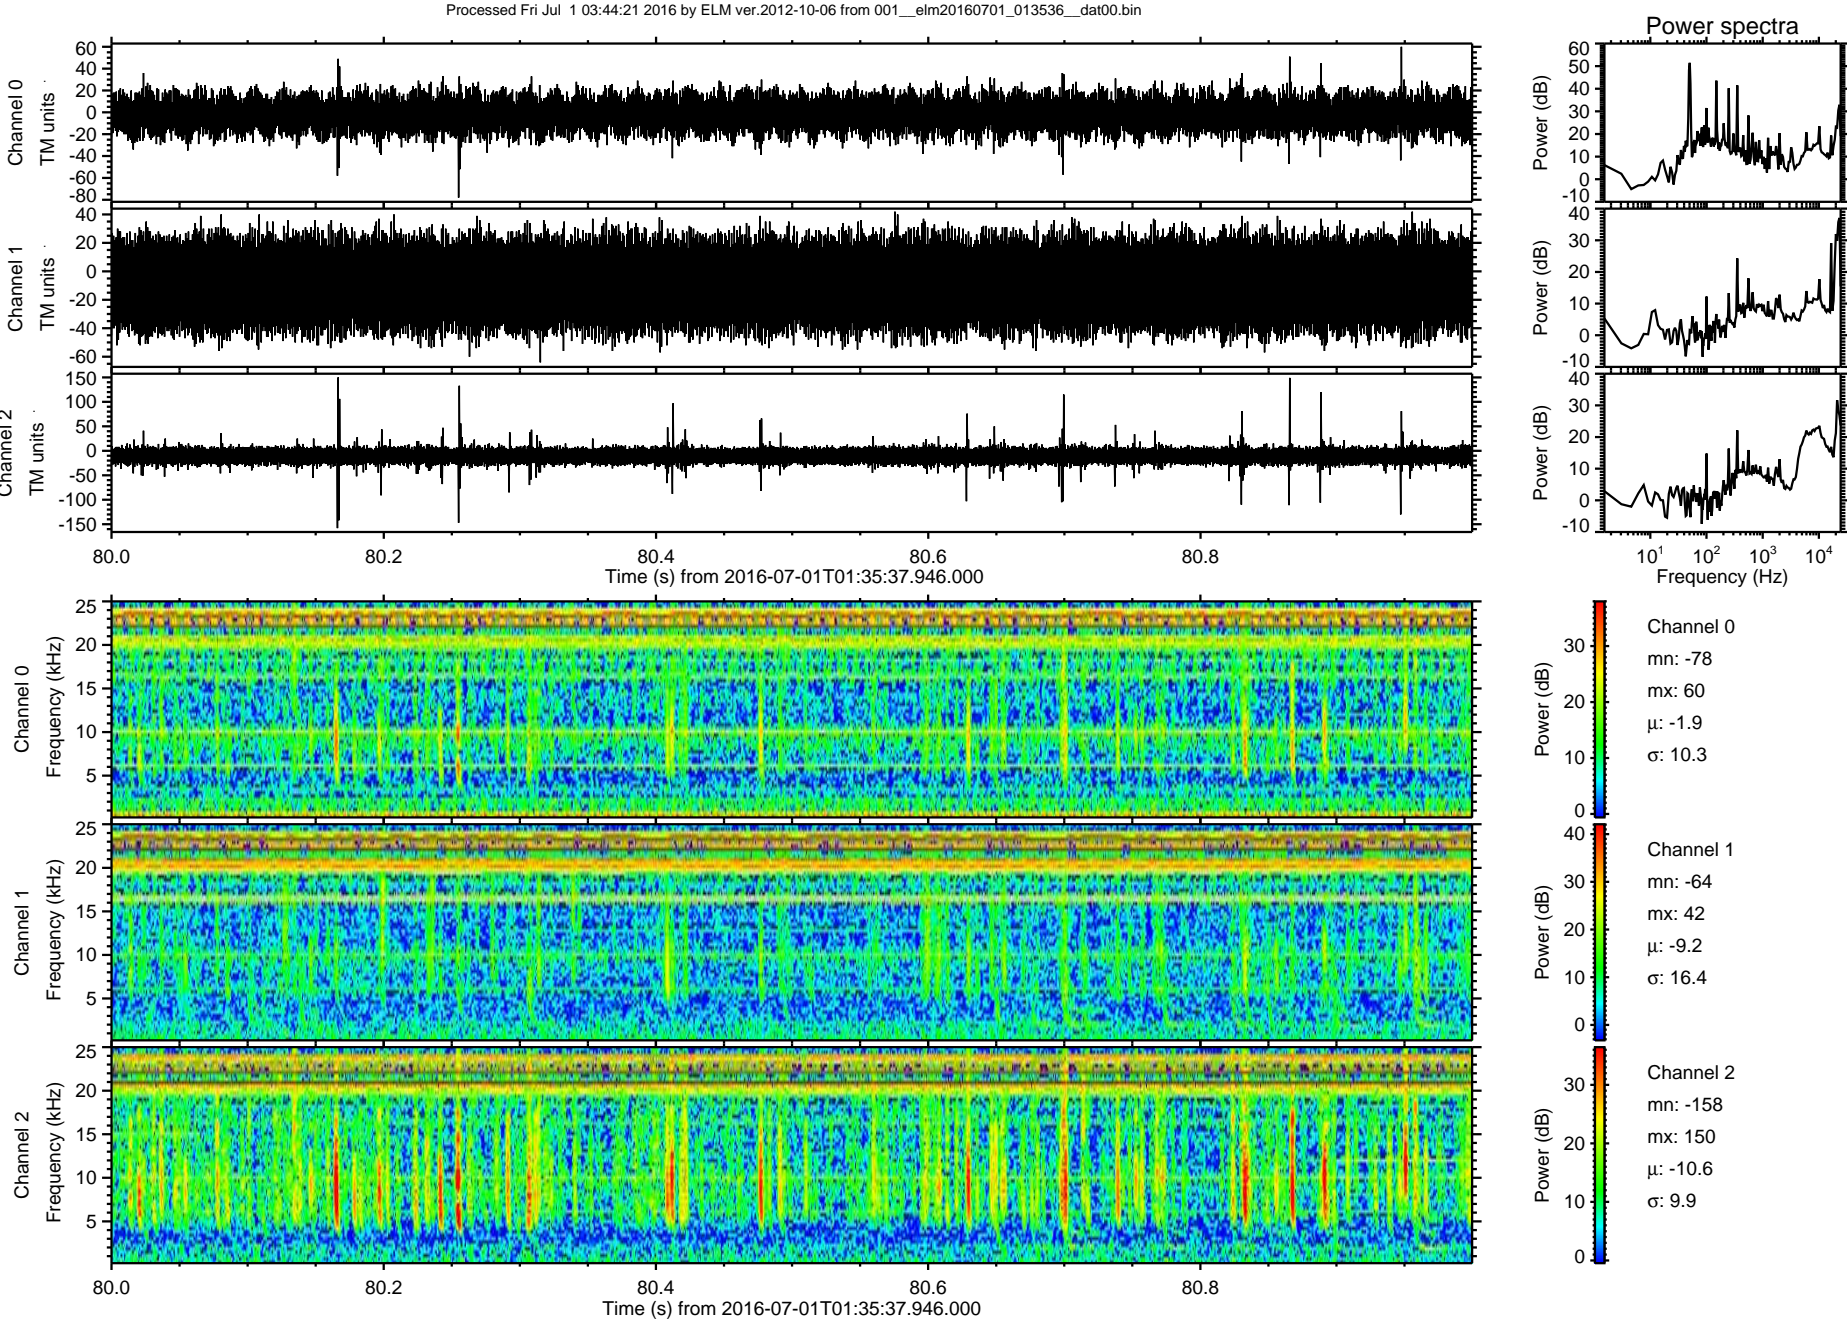 Processed Fri Jul  1 03:44:21 2016 by ELM ver.2012-10-06 from 001__elm20160701_013536__dat00.bin
Power spectra
Channel 0
TM units
60
40
20
0
-20
-40
-60
-80
Power (dB)
60
50
40
30
20
10
0
-10
Channel 1
TM units
40
20
0
-20
-40
-60
Power (dB)
40
30
20
10
0
-10
Channel 2
TM units
150
100
50
0
-50
-100
-150
Power (dB)
40
30
20
10
0
-10
80.0 80.2 80.4 80.6 80.8
Time (s) from 2016-07-01T01:35:37.946.000
10^1 10^2 10^3 10^4
Frequency (Hz)
Channel 0
Frequency (kHz)
25
20
15
10
5
Power (dB)
30
20
10
0
Channel 0
mn: -78
mx: 60
μ: -1.9
σ: 10.3
Channel 1
Frequency (kHz)
25
20
15
10
5
Power (dB)
40
30
20
10
0
Channel 1
mn: -64
mx: 42
μ: -9.2
σ: 16.4
Channel 2
Frequency (kHz)
25
20
15
10
5
Power (dB)
30
20
10
0
Channel 2
mn: -158
mx: 150
μ: -10.6
σ: 9.9
80.0 80.2 80.4 80.6 80.8
Time (s) from 2016-07-01T01:35:37.946.000